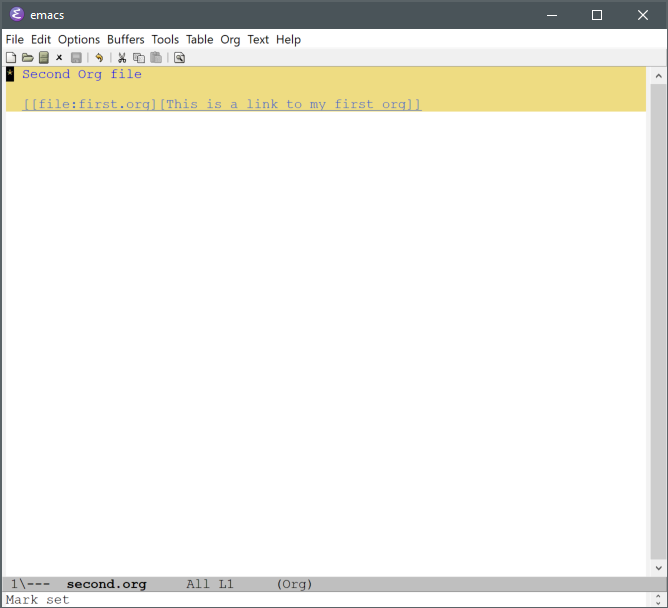 emacs
File Edit Options Buffers Tools Table Org Text Help
* Second Org file
[[file:first.org][This is a link to my first org]]
1\--- second.org All L1 (Org)
Mark set